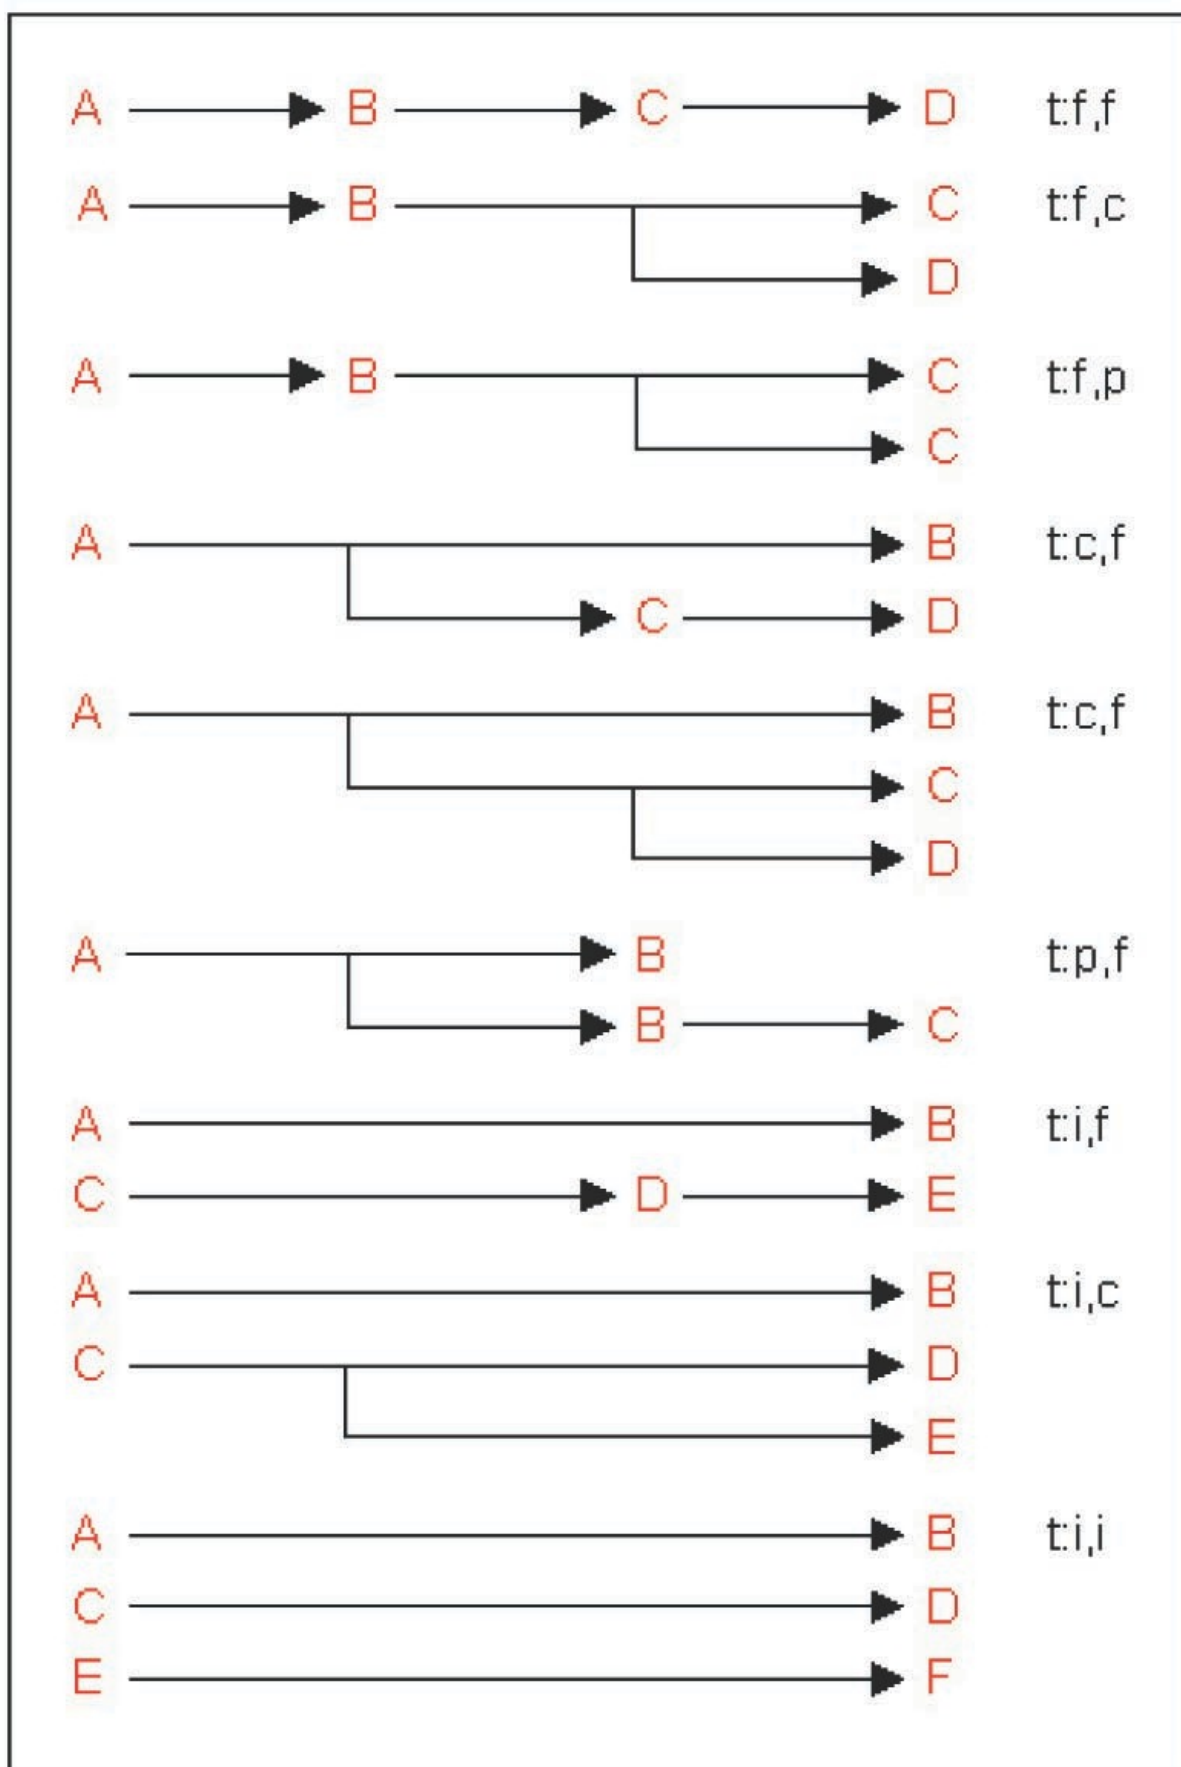 A B C D t:f,f
A B C t:f,c
D
A B C t:f,p
C
A B t:c,f
C D
A B t:c,f
C
D
A B t:p,f
B C
A B t:i,f
C D E
A B t:i,c
C D
E
A B t:i,i
C D
E F